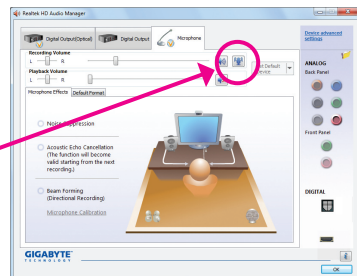 Realtek HD Audio Manager
Device advanced settings
Digital Output(Optical)
Digital Output
Microphone
Recording Volume
L R
Set Default Device
Playback Volume
L R
Microphone Effects
Default Format
Noise Suppression
Acoustic Echo Cancellation
(The function will become
valid starting from the next
recording.)
Beam Forming
(Directional Recording)
Microphone Calibration
ANALOG
Back Panel
Front Panel
DIGITAL
GIGABYTE
TECHNOLOGY
OK